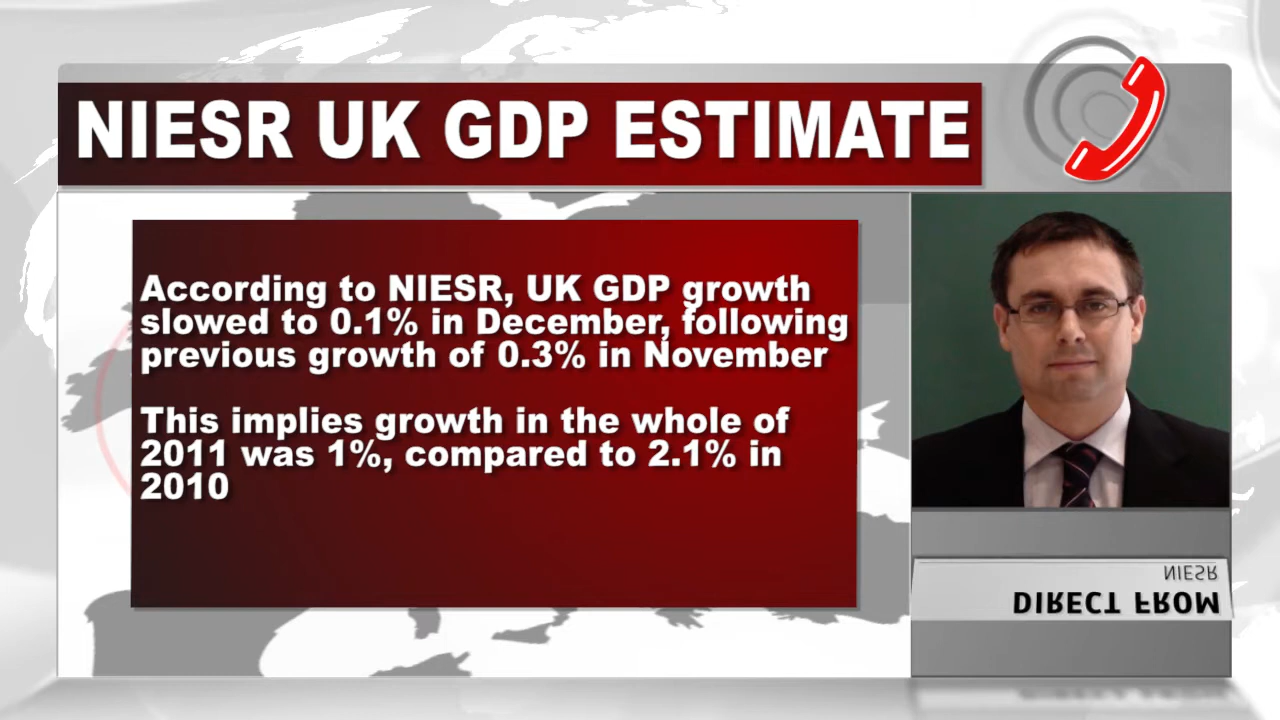 NIESR UK GDP ESTIMATE
According to NIESR, UK GDP growth
slowed to 0.1% in December, following
previous growth of 0.3% in November
This implies growth in the whole of
2011 was 1%, compared to 2.1% in
2010
NIESR
DIRECT FROM